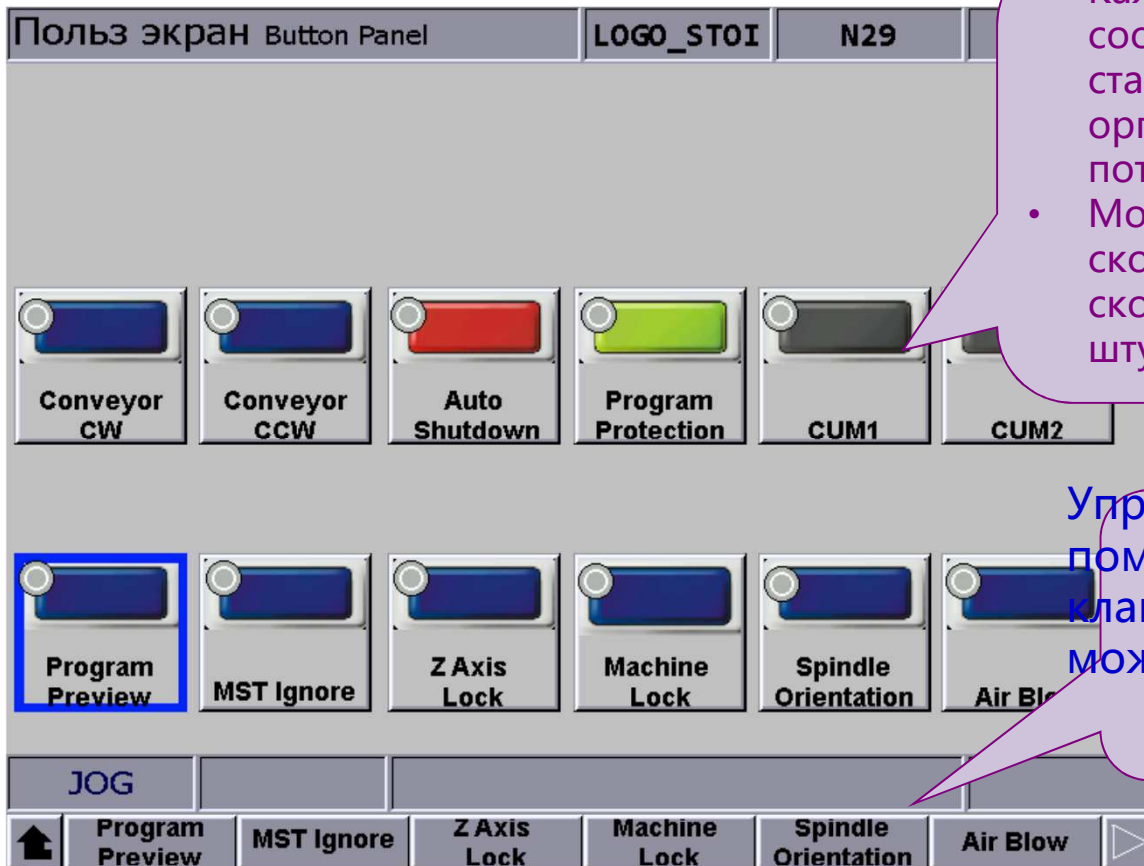 Польз экран Button Panel LOGO_STOI N29
Conveyor
CW
Conveyor
CCW
Auto
Shutdown
Program
Protection
CUM1
CUM2
Program
Preview
MST Ignore
Z Axis
Lock
Machine
Lock
Spindle
Orientation
Air
JOG
Program
Preview
MST Ignore
Z Axis
Lock
Machine
Lock
Spindle
Orientation
Air Blow